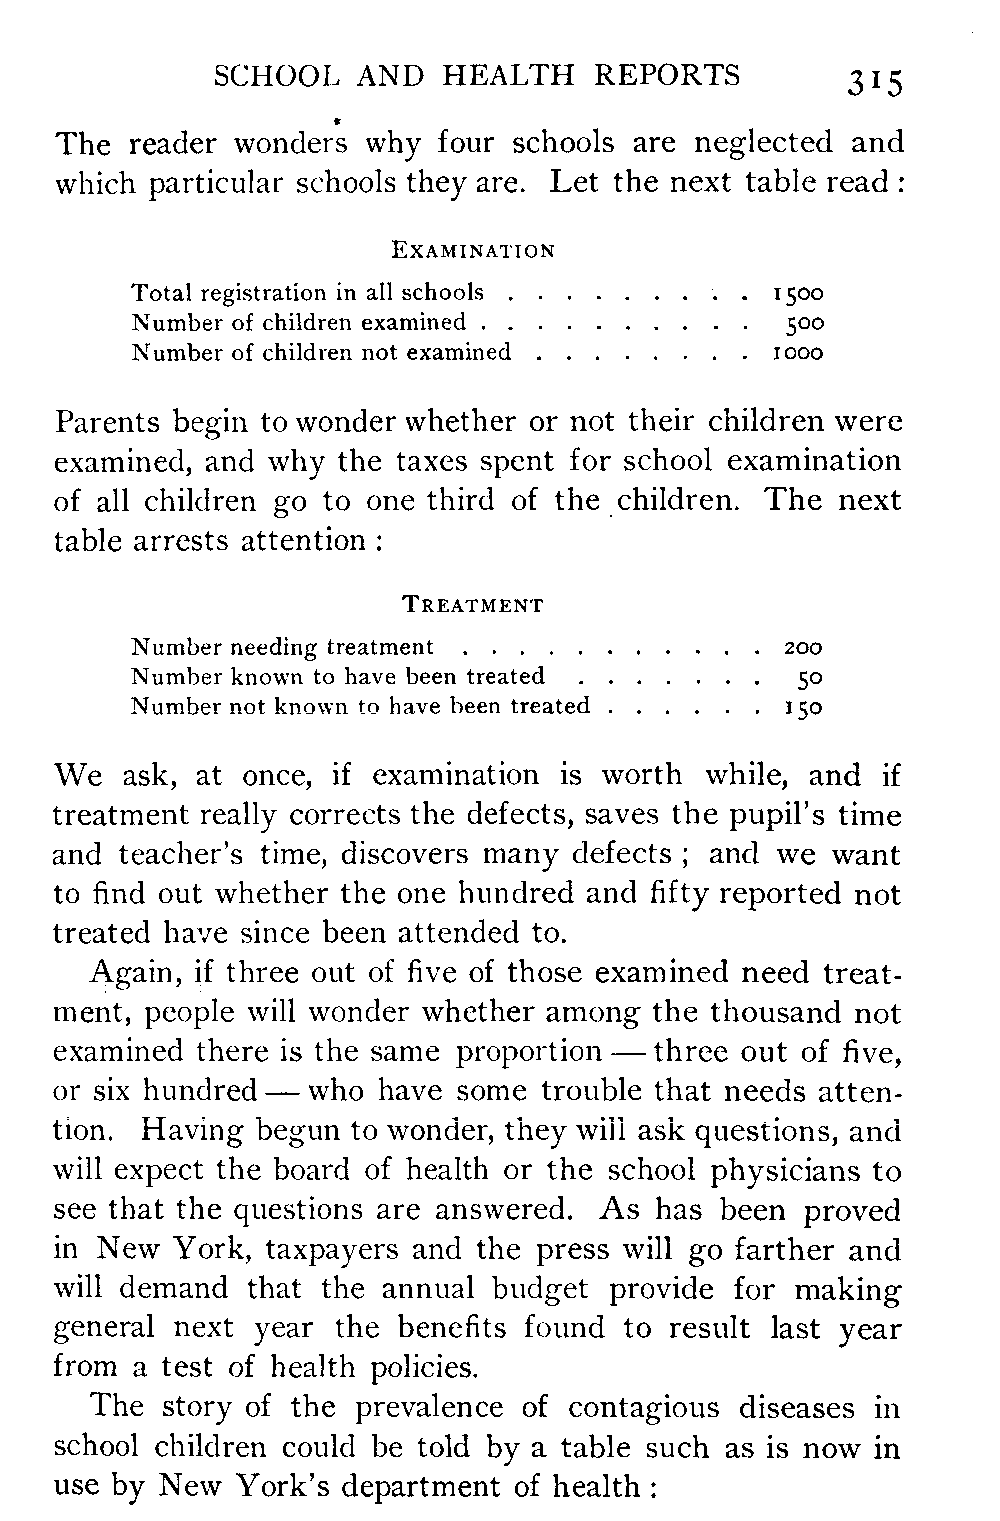 SCHOOL AND HEALTH REPORTS 315
The reader wonders why four schools are neglected and
which particular schools they are. Let the next table read :
EXAMINATION
Total registration in all schools . . . . . . . . . 1500
Number of children examined . . . . . . . . . . 500
Number of children not examined . . . . . . . . 1000
Parents begin to wonder whether or not their children were
examined, and why the taxes spent for school examination
of all children go to one third of the children. The next
table arrests attention :
TREATMENT
Number needing treatment . . . . . . . . . . . 200
Number known to have been treated . . . . . . . 50
Number not known to have been treated . . . . . . 150
We ask, at once, if examination is worth while, and if
treatment really corrects the defects, saves the pupil's time
and teacher's time, discovers many defects ; and we want
to find out whether the one hundred and fifty reported not
treated have since been attended to.
Again, if three out of five of those examined need treat-
ment, people will wonder whether among the thousand not
examined there is the same proportion — three out of five,
or six hundred — who have some trouble that needs atten-
tion. Having begun to wonder, they will ask questions, and
will expect the board of health or the school physicians to
see that the questions are answered. As has been proved
in New York, taxpayers and the press will go farther and
will demand that the annual budget provide for making
general next year the benefits found to result last year
from a test of health policies.
The story of the prevalence of contagious diseases in
school children could be told by a table such as is now in
use by New York's department of health :